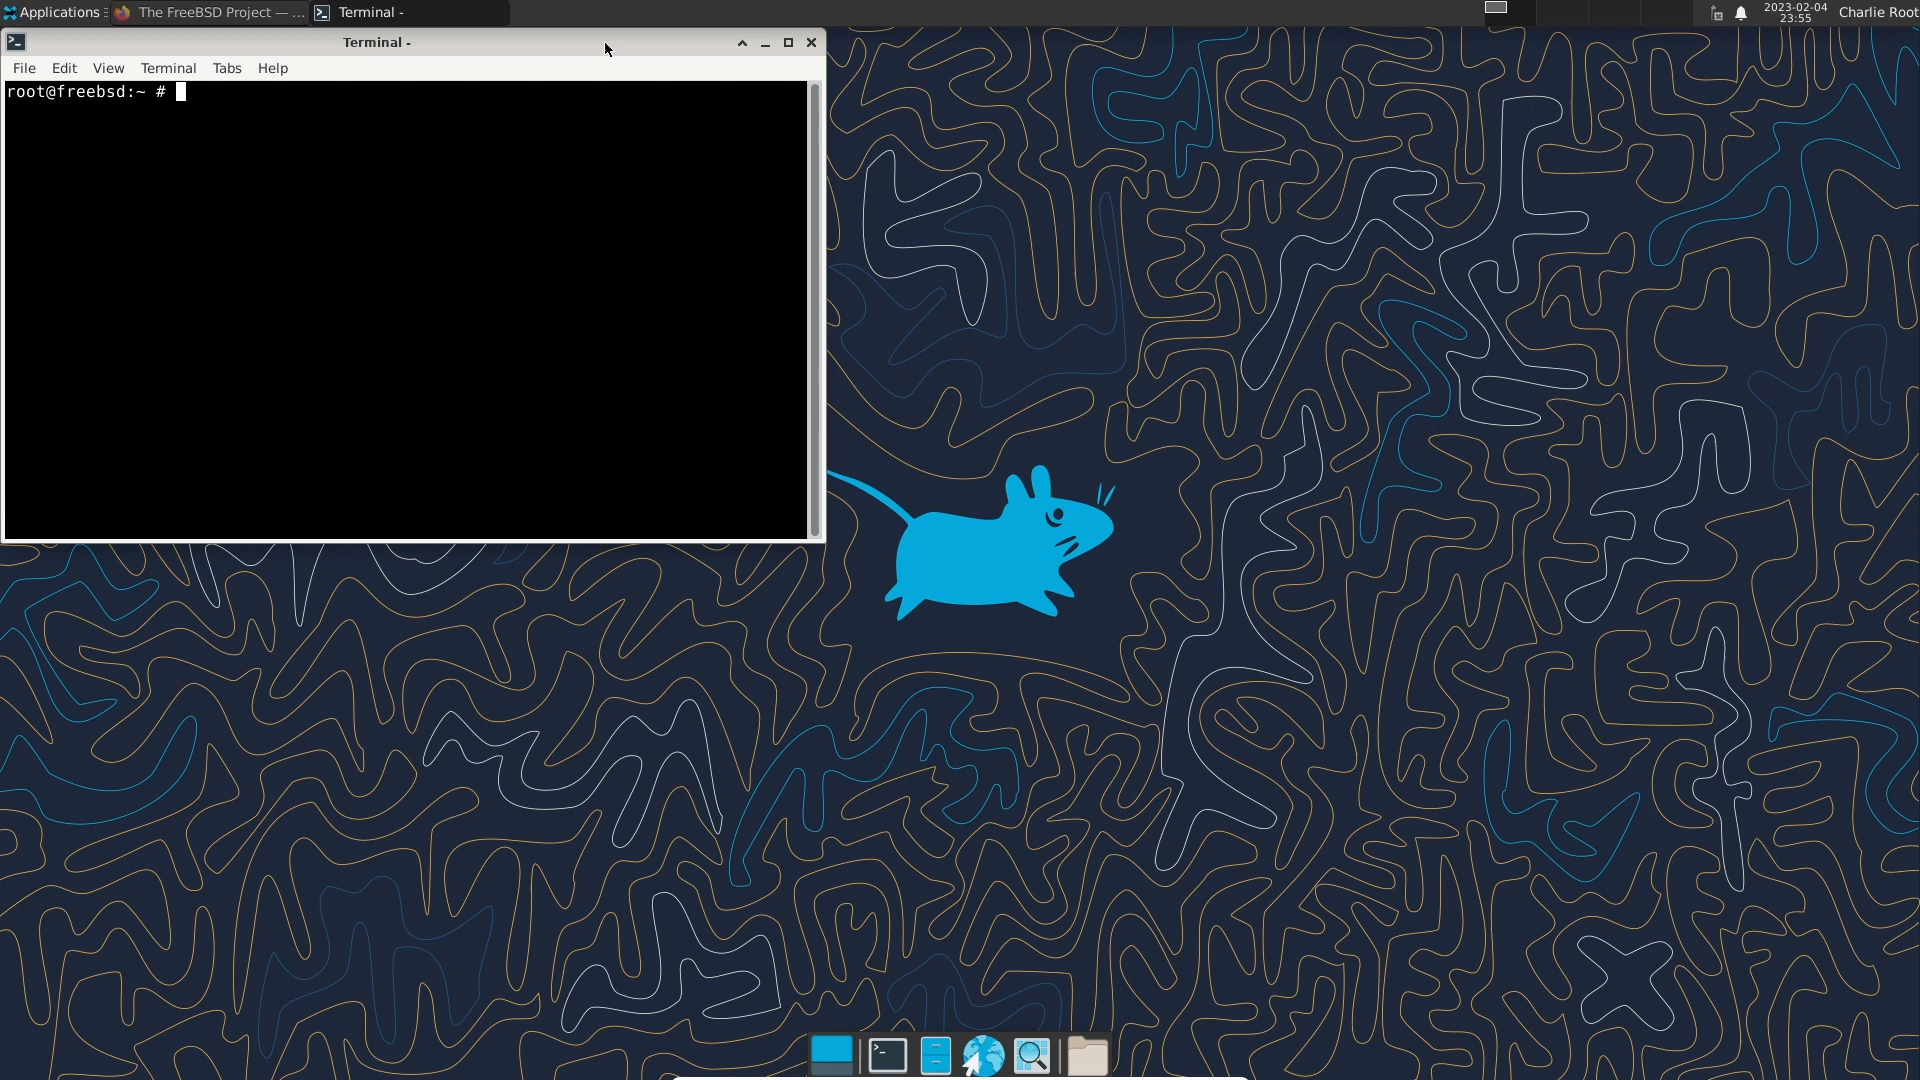 Applications
The FreeBSD Project — ...
Terminal -
2023-02-04
23:55
Charlie Root
Terminal -
File Edit View Terminal Tabs Help
root@freebsd:~ #